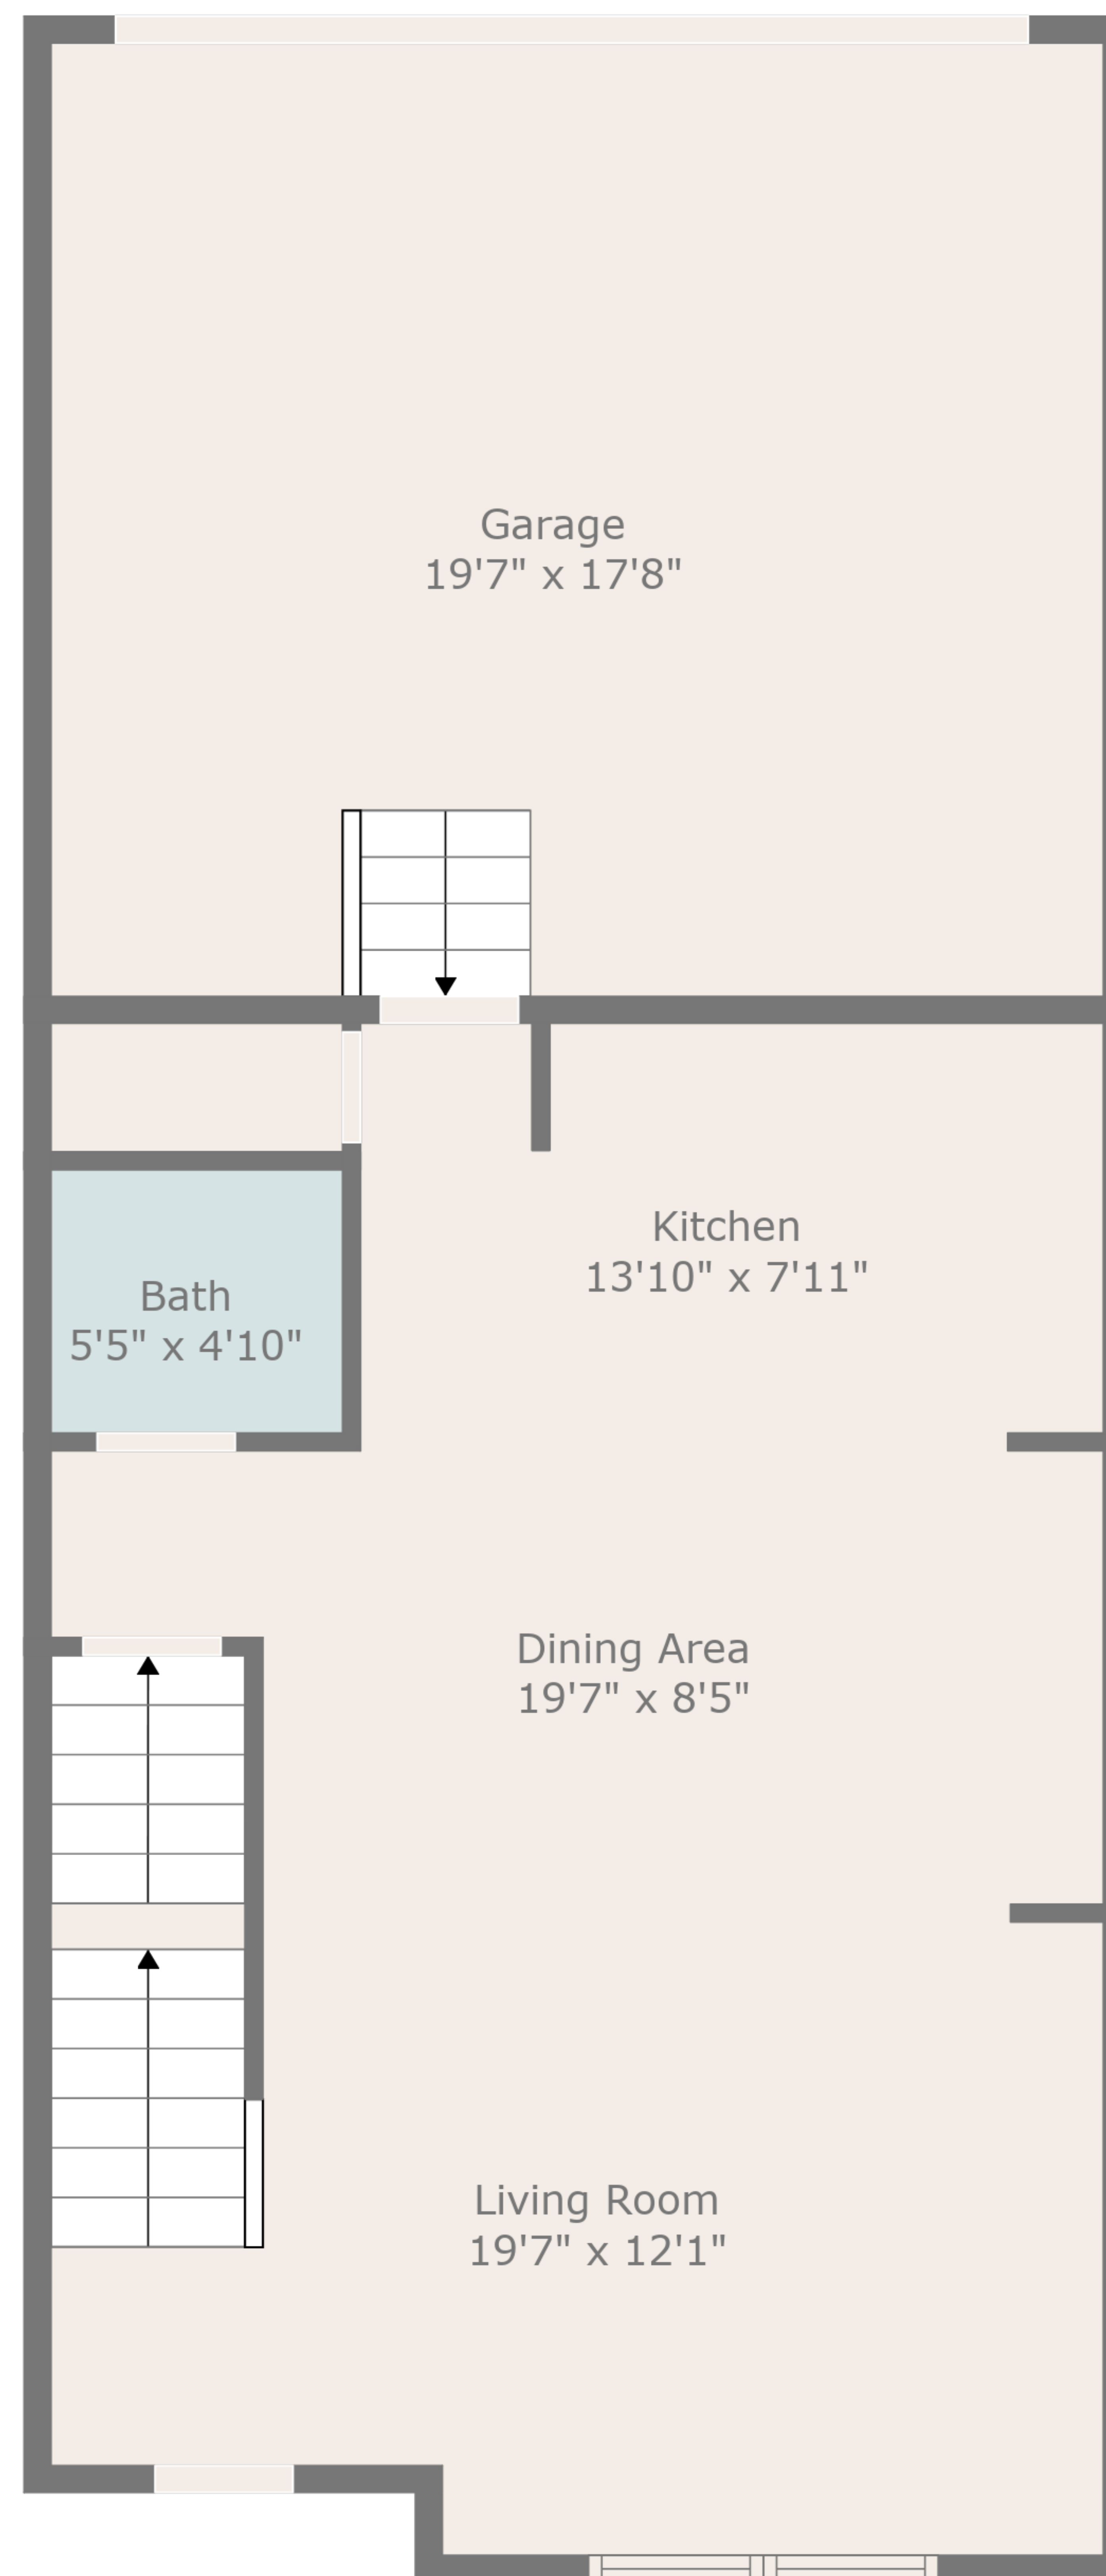 Garage
19'7" x 17'8"
Kitchen
13'10" x 7'11"
Bath
5'5" x 4'10"
Dining Area
19'7" x 8'5"
Living Room
19'7" x 12'1"